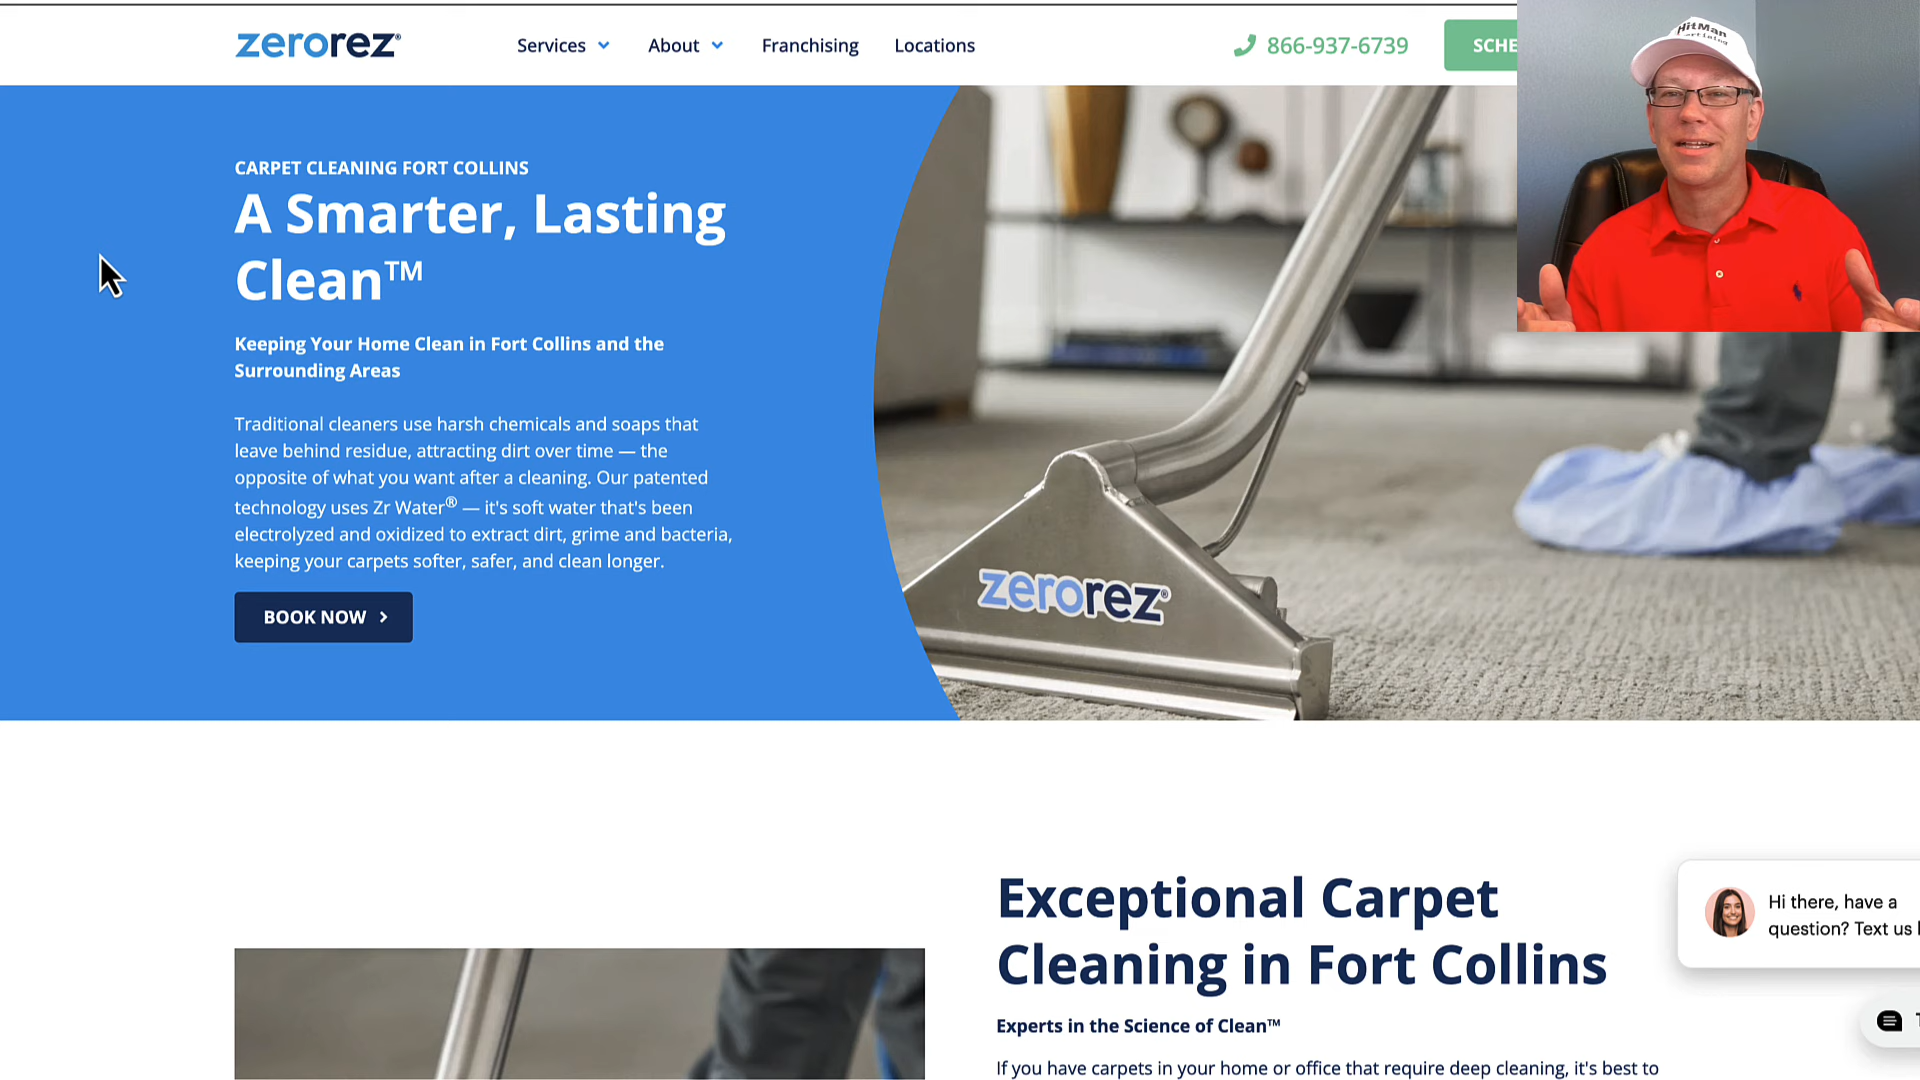 zerorez®
Services
About
Franchising
Locations
866-937-6739
SCHE
HitMan
CARPET CLEANING FORT COLLINS
A Smarter, Lasting
Clean™
Keeping Your Home Clean in Fort Collins and the
Surrounding Areas
Traditional cleaners use harsh chemicals and soaps that
leave behind residue, attracting dirt over time — the
opposite of what you want after a cleaning. Our patented
technology uses Zr Water® — it's soft water that's been
electrolyzed and oxidized to extract dirt, grime and bacteria,
keeping your carpets softer, safer, and clean longer.
BOOK NOW
zerorez®
Exceptional Carpet
Cleaning in Fort Collins
Experts in the Science of Clean™
If you have carpets in your home or office that require deep cleaning, it's best to
Hi there, have a
question? Text us